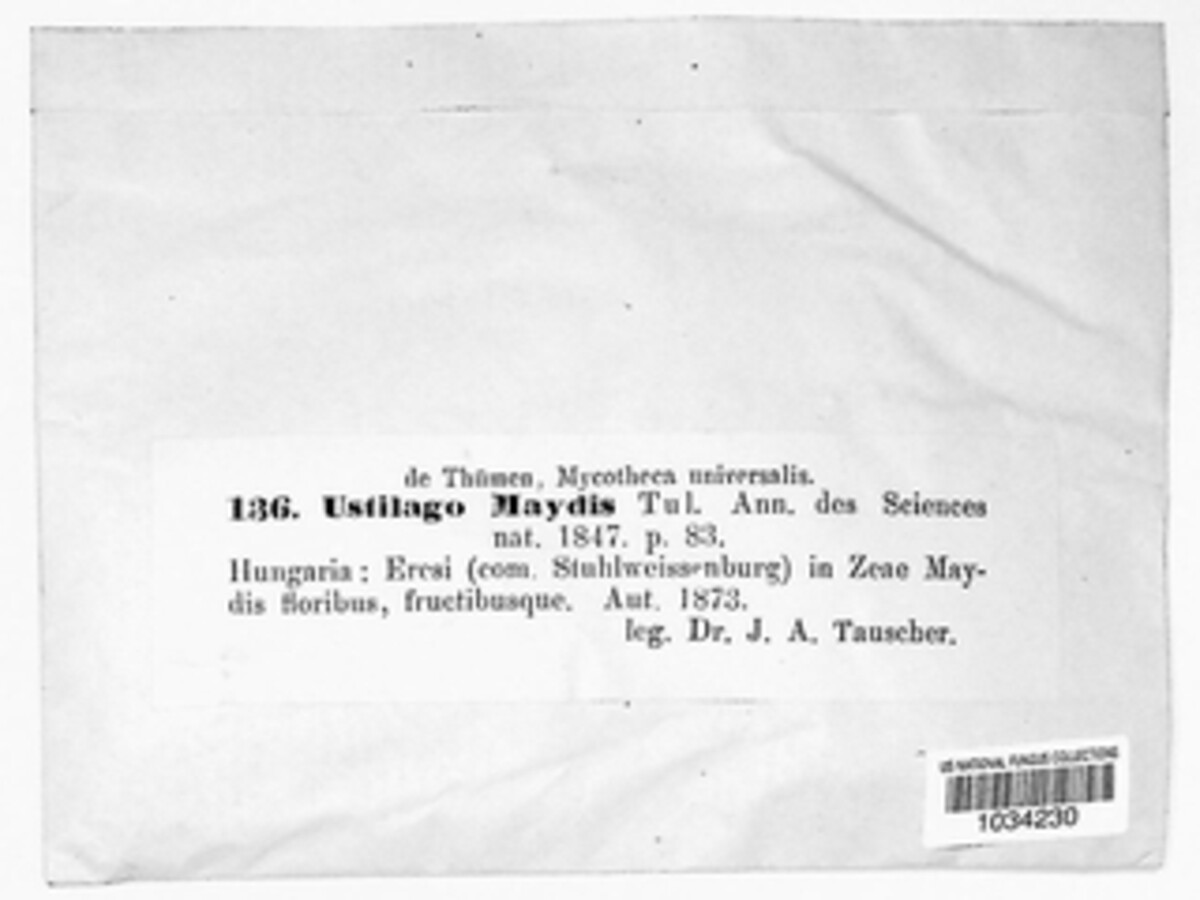 de Thümen, Mycotheca universalis.
136. Ustilago Maydis Tul. Ann. des Sciences
nat. 1847. p. 83.
Hungaria: Ercsi (com. Stuhlweissenburg) in Zeae May-
dis floribus, fructibusque. Aut. 1873.
leg. Dr. J. A. Tauscher.
US NATIONAL FUNGUS COLLECTIONS
1034230